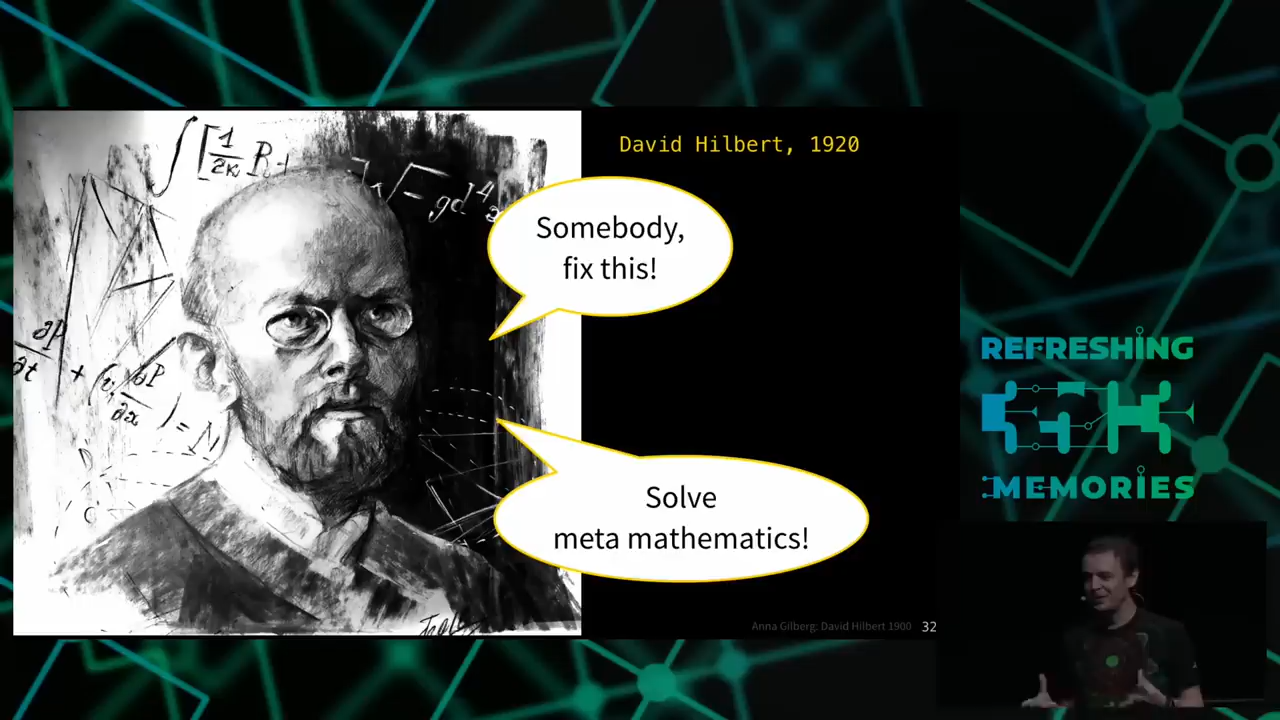 David Hilbert, 1920
Somebody,
fix this!
Solve
meta mathematics!
Anna Gilberg: David Hilbert 1900
32
REFRESHING
MEMORIES